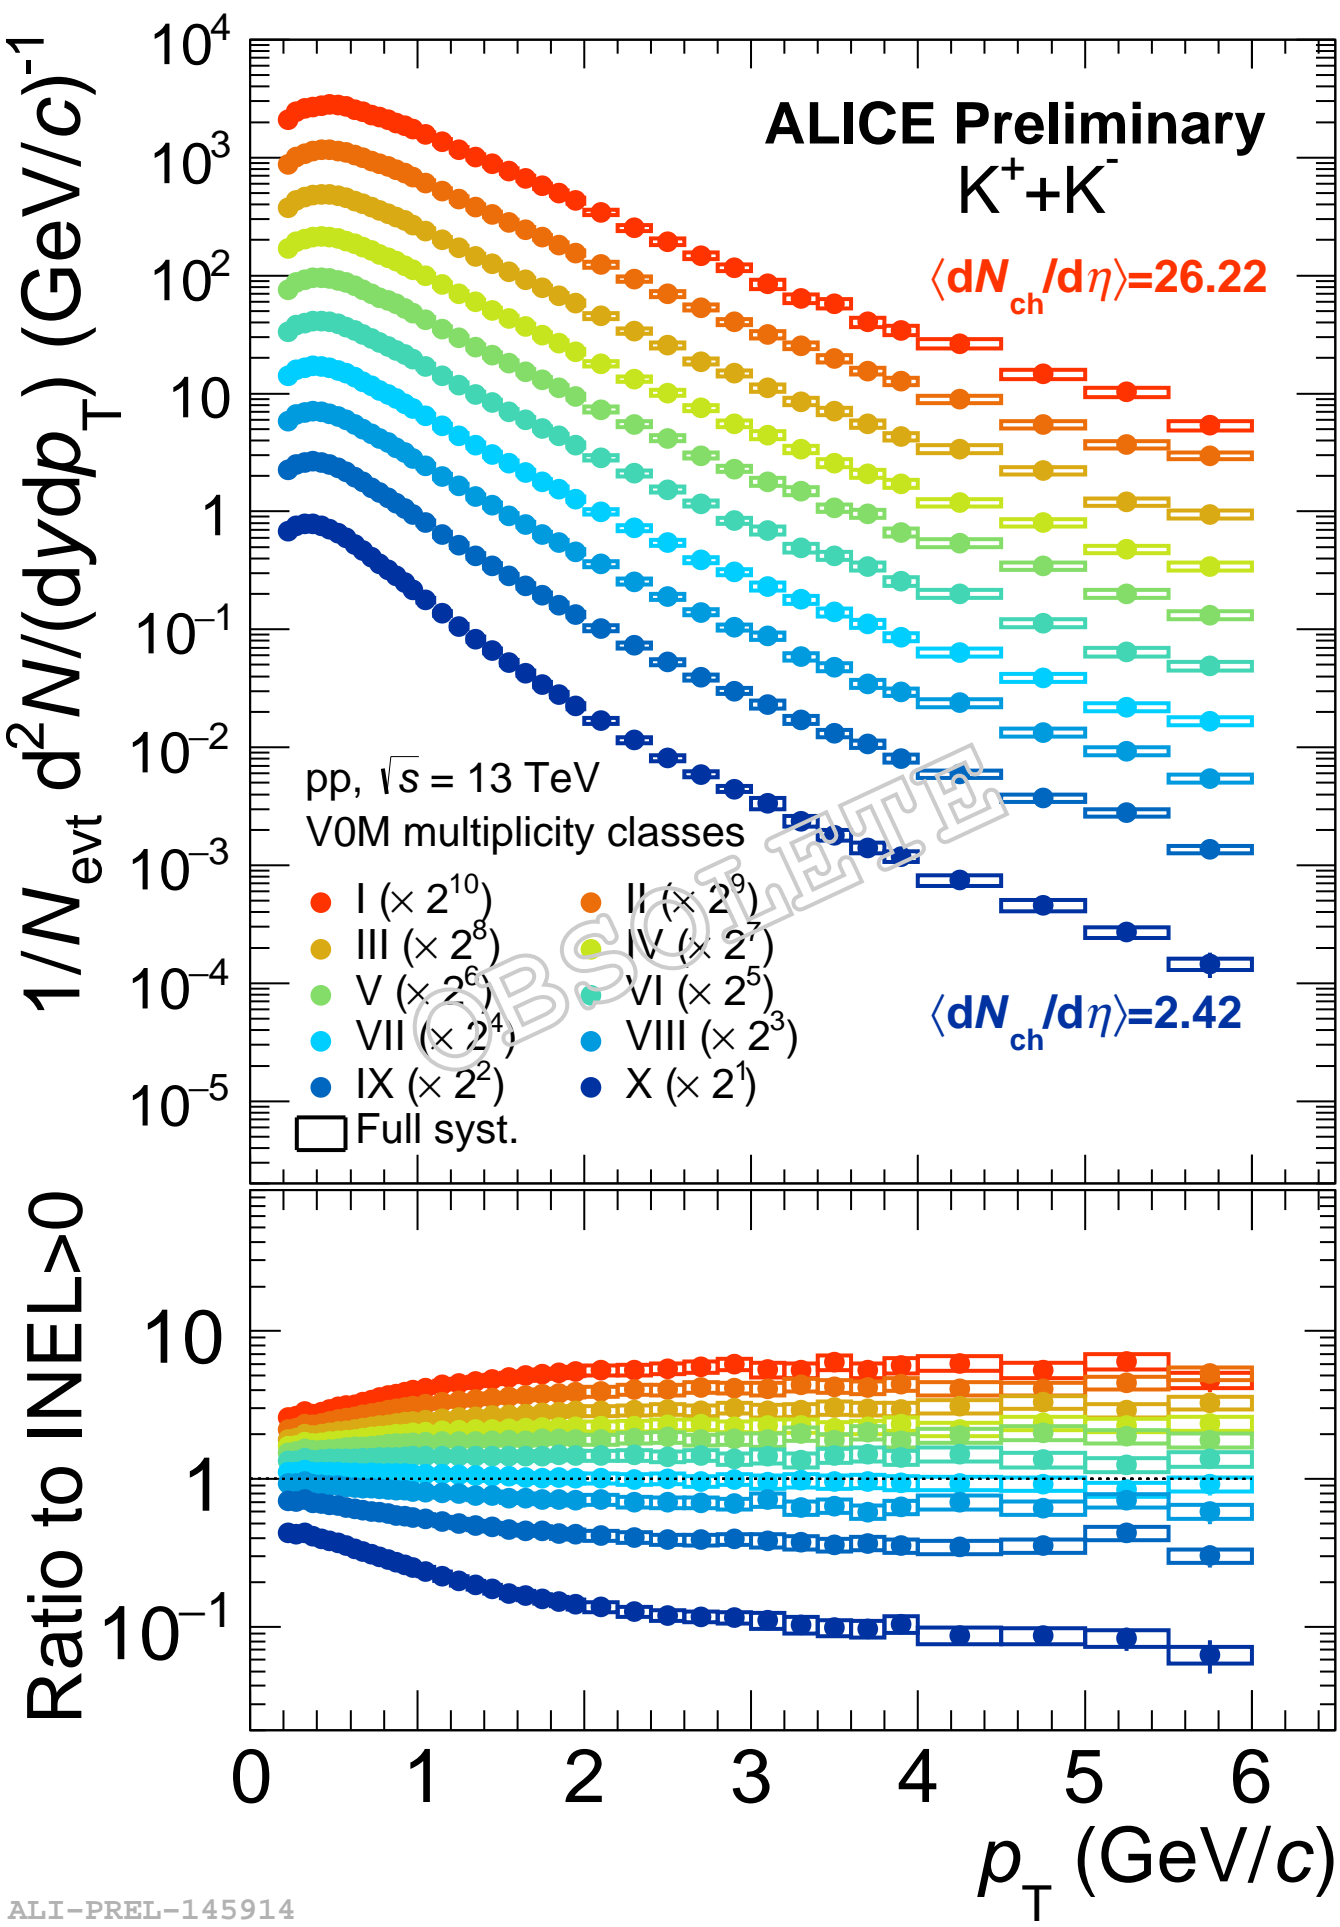 1/N_evt d²N/(dydp_T) (GeV/c)⁻¹
10⁴
10³
10²
10
1
10⁻¹
10⁻²
10⁻³
10⁻⁴
10⁻⁵
ALICE Preliminary
K⁺+K⁻
⟨dN_ch/dη⟩=26.22
pp, √s = 13 TeV
V0M multiplicity classes
I (× 2¹⁰) II (× 2⁹)
III (× 2⁸) IV (× 2⁷)
V (× 2⁶) VI (× 2⁵)
VII (× 2⁴) VIII (× 2³)
IX (× 2²) X (× 2¹)
Full syst.
OBSOLETE
⟨dN_ch/dη⟩=2.42
Ratio to INEL>0
10
1
10⁻¹
0 1 2 3 4 5 6
p_T (GeV/c)
ALI-PREL-145914